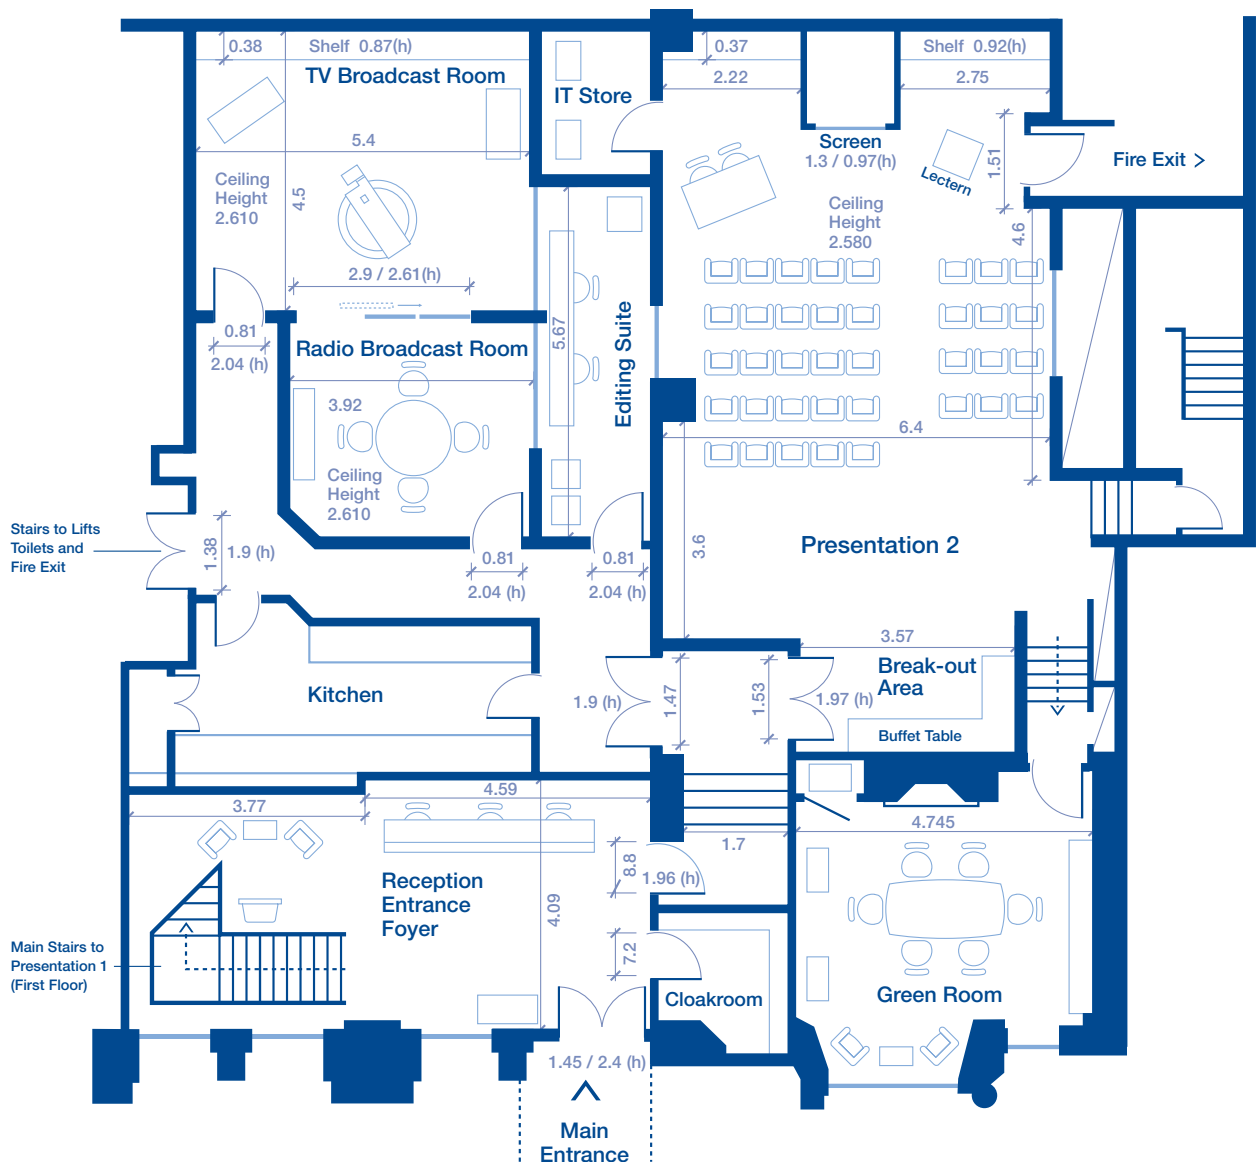 0.38
Shelf 0.87(h)
TV Broadcast Room
5.4
Ceiling
Height
2.610
4.5
2.9 / 2.61(h)
IT Store
0.37
2.22
Shelf 0.92(h)
2.75
Screen
1.3 / 0.97(h)
Lectern
1.51
Fire Exit >
Ceiling
Height
2.580
4.6
0.81
2.04 (h)
Radio Broadcast Room
3.92
Ceiling
Height
2.610
5.67
Editing Suite
6.4
Stairs to Lifts
Toilets and
Fire Exit
1.38
1.9 (h)
0.81
2.04 (h)
0.81
2.04 (h)
3.6
Presentation 2
3.57
Break-out
Area
Buffet Table
Kitchen
1.9 (h)
1.47
1.53
1.97 (h)
3.77
4.59
1.7
4.745
Reception
Entrance
Foyer
4.09
8.8
1.96 (h)
7.2
Main Stairs to
Presentation 1
(First Floor)
Cloakroom
Green Room
1.45 / 2.4 (h)
Main
Entrance